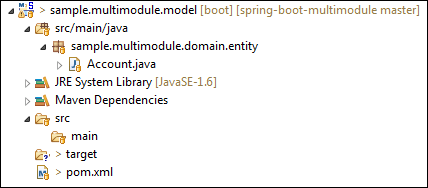 > sample.multimodule.model [boot] [spring-boot-multimodule master]
src/main/java
sample.multimodule.domain.entity
Account.java
JRE System Library [JavaSE-1.6]
Maven Dependencies
src
main
> target
> pom.xml